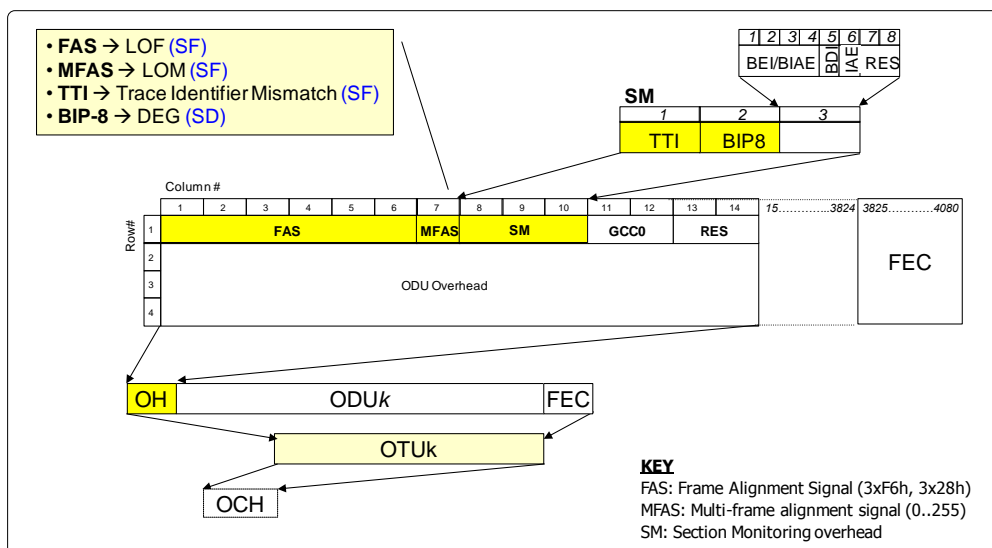 • FAS → LOF (SF)
• MFAS → LOM (SF)
• TTI → Trace Identifier Mismatch (SF)
• BIP-8 → DEG (SD)
1 2 3 4 5 6 7 8
BEI/BIAE BDI IAE RES
SM
1 2 3
TTI BIP8
Column #
1 2 3 4 5 6 7 8 9 10 11 12 13 14 15............3824 3825............4080
Row#
1 FAS MFAS SM GCC0 RES
2
3
4
ODU Overhead
FEC
OH ODUk FEC
OTUk
OCH
KEY
FAS: Frame Alignment Signal (3xF6h, 3x28h)
MFAS: Multi-frame alignment signal (0..255)
SM: Section Monitoring overhead